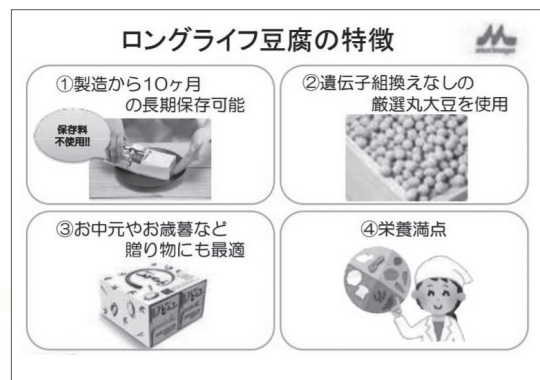 ロングライフ豆腐の特徴
morinaga
①製造から10ヶ月
の長期保存可能
保存料
不使用!!
②遺伝子組換えなしの
厳選丸大豆を使用
③お中元やお歳暮など
贈り物にも最適
④栄養満点